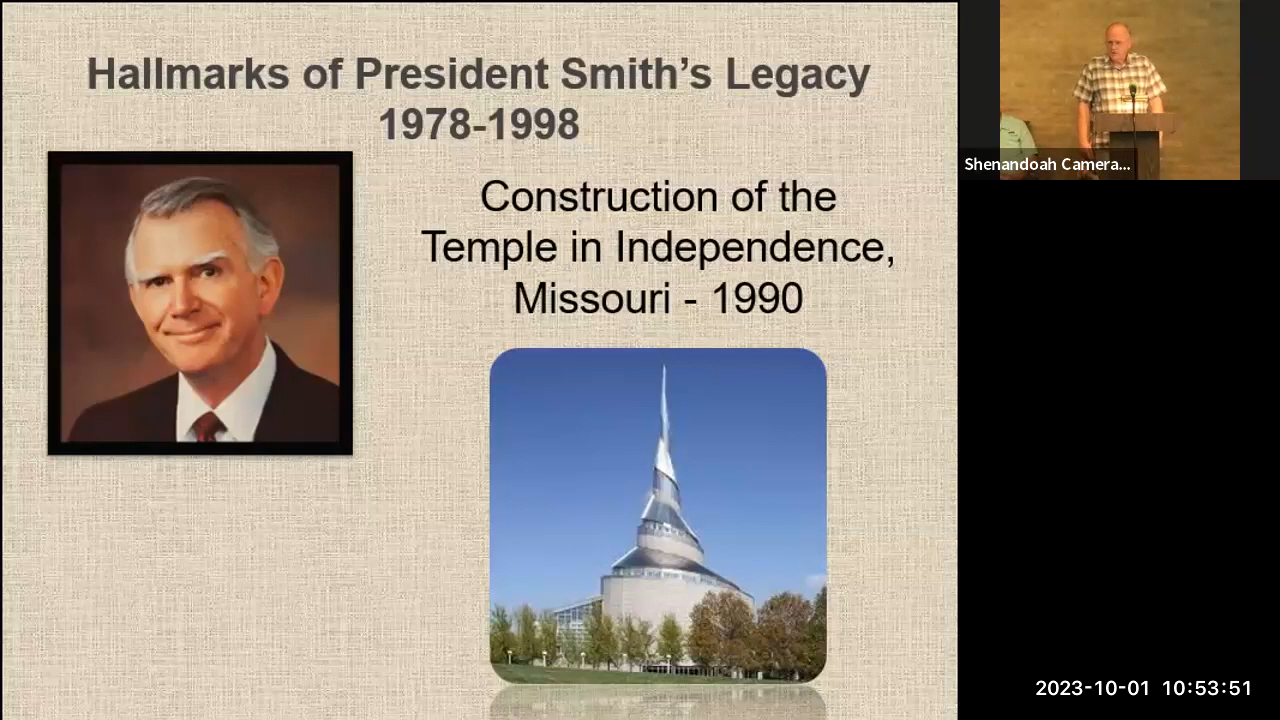 Hallmarks of President Smith’s Legacy
1978-1998
Construction of the
Temple in Independence,
Missouri - 1990
Shenandoah Camera...
2023-10-01 10:53:51